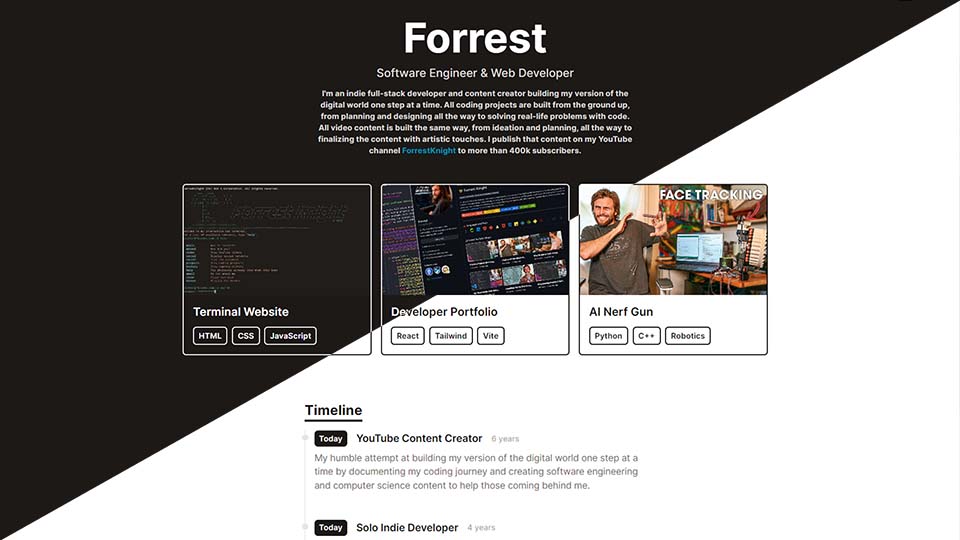 Forrest
Software Engineer & Web Developer
I'm an indie full-stack developer and content creator building my version of the
digital world one step at a time. All coding projects are built from the ground up,
from planning and designing all the way to solving real-life problems with code.
All video content is built the same way, from ideation and planning, all the way to
finalizing the content with artistic touches. I publish that content on my YouTube
channel ForrestKnight to more than 400k subscribers.
FACE TRACKING
Terminal Website
HTML CSS JavaScript
Developer Portfolio
React Tailwind Vite
AI Nerf Gun
Python C++ Robotics
Timeline
Today YouTube Content Creator 6 years
My humble attempt at building my version of the digital world one step at a
time by documenting my coding journey and creating software engineering
and computer science content to help those coming behind me.
Today Solo Indie Developer 4 years